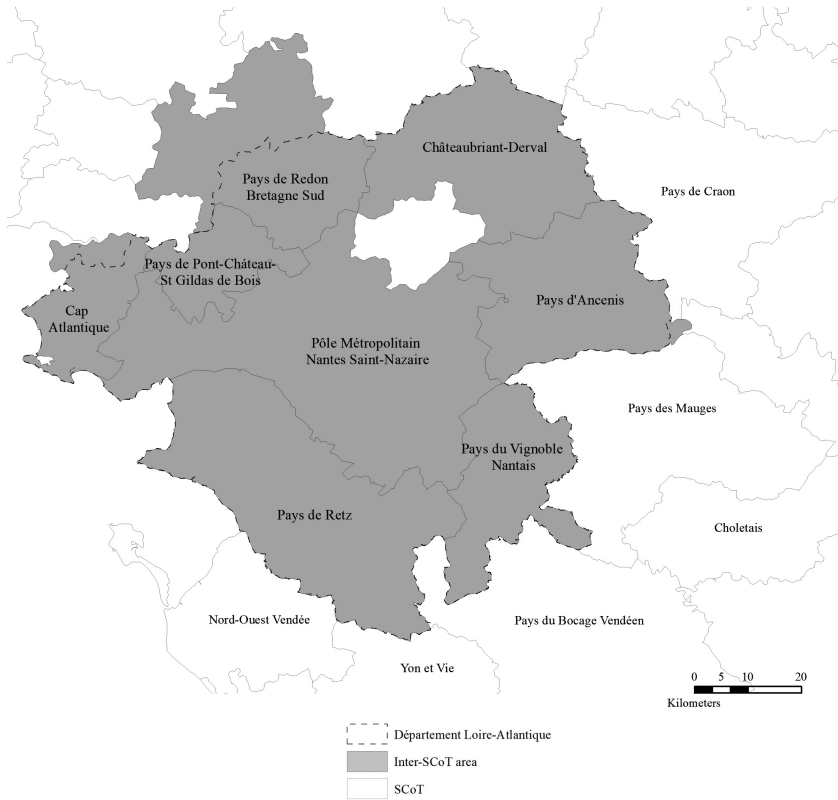 Châteaubriant-Derval
Pays de Redon
Bretagne Sud
Pays de Craon
Pays de Pont-Château-
St Gildas de Bois
Pays d'Ancenis
Cap
Atlantique
Pôle Métropolitain
Nantes Saint-Nazaire
Pays des Mauges
Pays du Vignoble
Nantais
Pays de Retz
Choletais
Nord-Ouest Vendée
Pays du Bocage Vendéen
Yon et Vie
0 5 10 20
Kilometers
Département Loire-Atlantique
Inter-SCoT area
SCoT